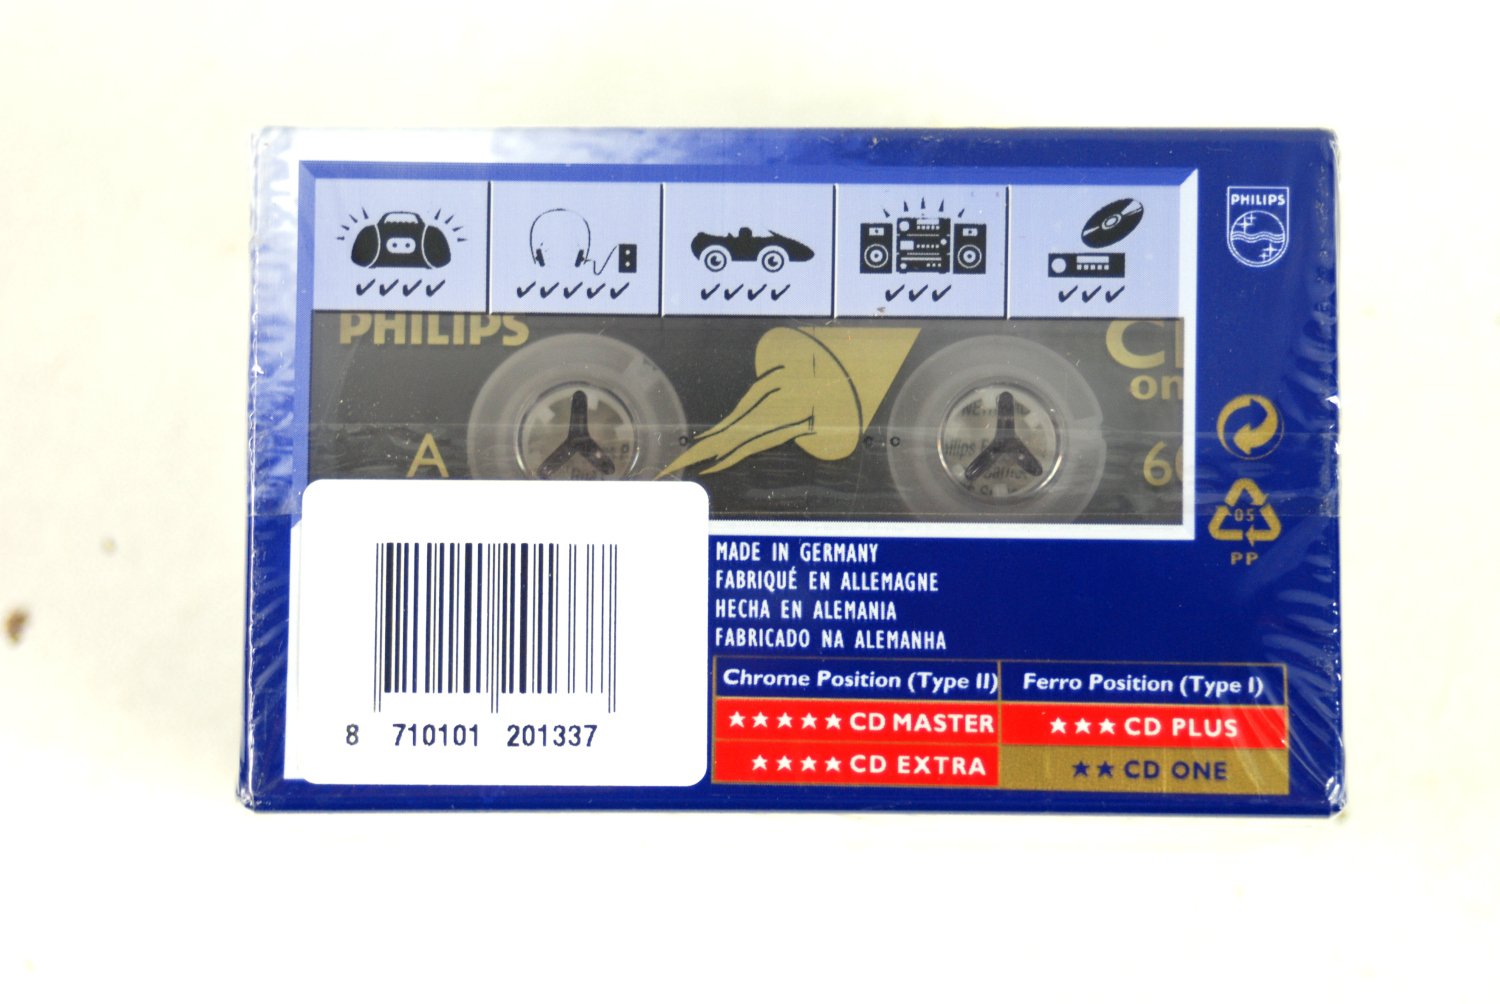 PHILIPS
PHILIPS
A
on
05
PP
MADE IN GERMANY
FABRIQUÉ EN ALLEMAGNE
HECHA EN ALEMANIA
FABRICADO NA ALEMANHA
Chrome Position (Type II) Ferro Position (Type I)
★★★★★ CD MASTER ★★★ CD PLUS
★★★★ CD EXTRA ★★ CD ONE
8 710101 201337